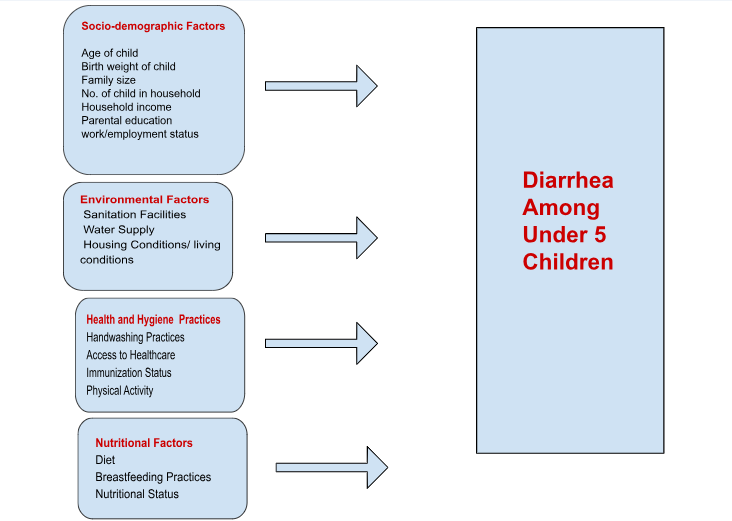 Socio-demographic Factors
Age of child
Birth weight of child
Family size
No. of child in household
Household income
Parental education
work/employment status
Environmental Factors
Sanitation Facilities
Water Supply
Housing Conditions/ living
conditions
Health and Hygiene Practices
Handwashing Practices
Access to Healthcare
Immunization Status
Physical Activity
Nutritional Factors
Diet
Breastfeeding Practices
Nutritional Status
Diarrhea
Among
Under 5
Children